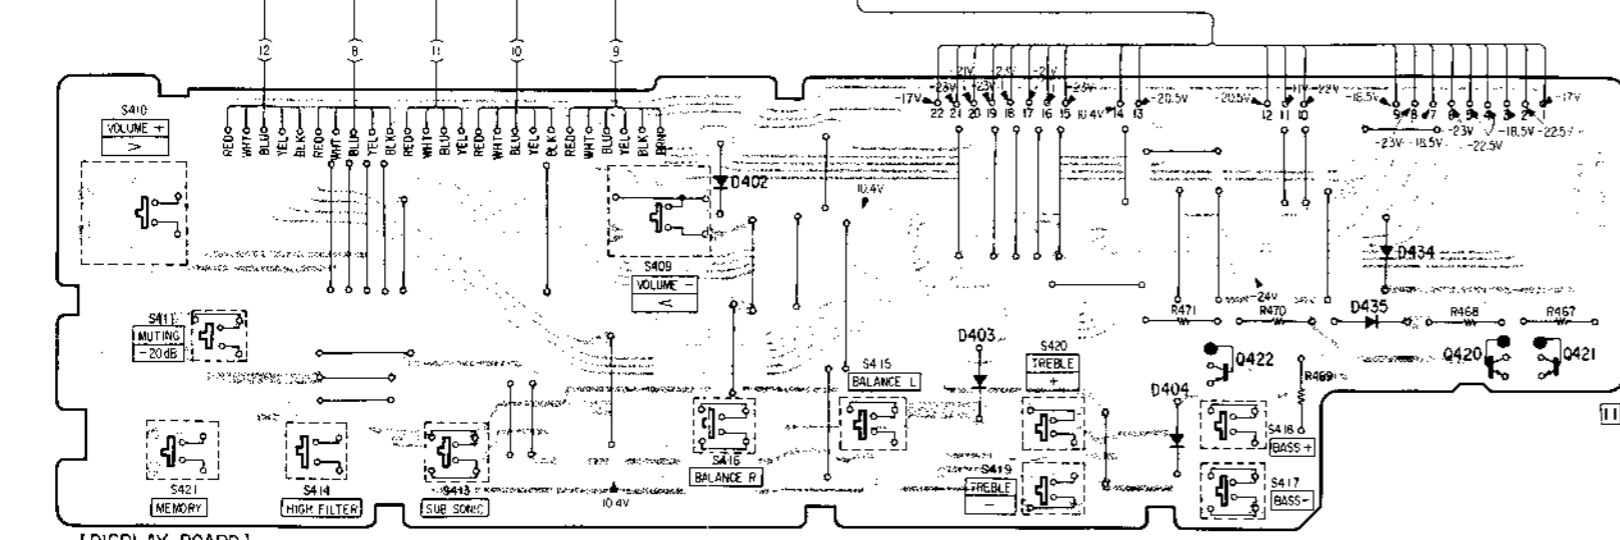 12 8 11 10 9
-21V -23V -21V
-23V -23V -23V
-17V 22 21 20 19 18 17 16 15 10.4V 14 13 -20.5V
-20.5V 12 11 10 -22V
-18.5V 9 8 7 6 5 4 3 2 1 -17V
-23V -18.5V -22.5V
-23V -18.5V -22.5V
S410
VOLUME +
>
RED WHT BLU YEL BLK RED WHT BLU YEL BLK RED WHT BLU YEL RED WHT BLU YEL BLK RED WHT BLU YEL BLK BRN
D402
10.4V
S409
VOLUME -
<
D434
-24V
S411
MUTING
-20dB
R471 R470 D435 R468 R467
D403
S420
TREBLE
+
Q422 Q420 Q421
S415
BALANCE L
D404
R469
S416
BALANCE R
S418
BASS +
S419
TREBLE
-
S417
BASS -
S421
MEMORY
S414
HIGH FILTER
S413
SUB SONIC
10.4V
11
[DISPLAY BOARD]